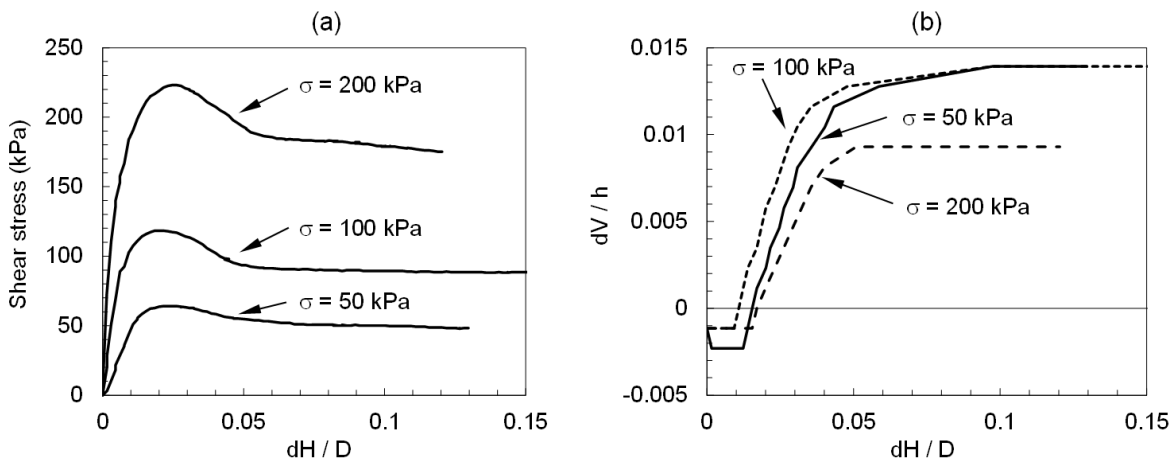 (a)
250
200
150
100
50
0
Shear stress (kPa)
σ = 200 kPa
σ = 100 kPa
σ = 50 kPa
0 0.05 0.1 0.15
dH / D
(b)
0.015
0.010
0.005
0
-0.005
dV / h
σ = 100 kPa
σ = 50 kPa
σ = 200 kPa
0 0.05 0.1 0.15
dH / D